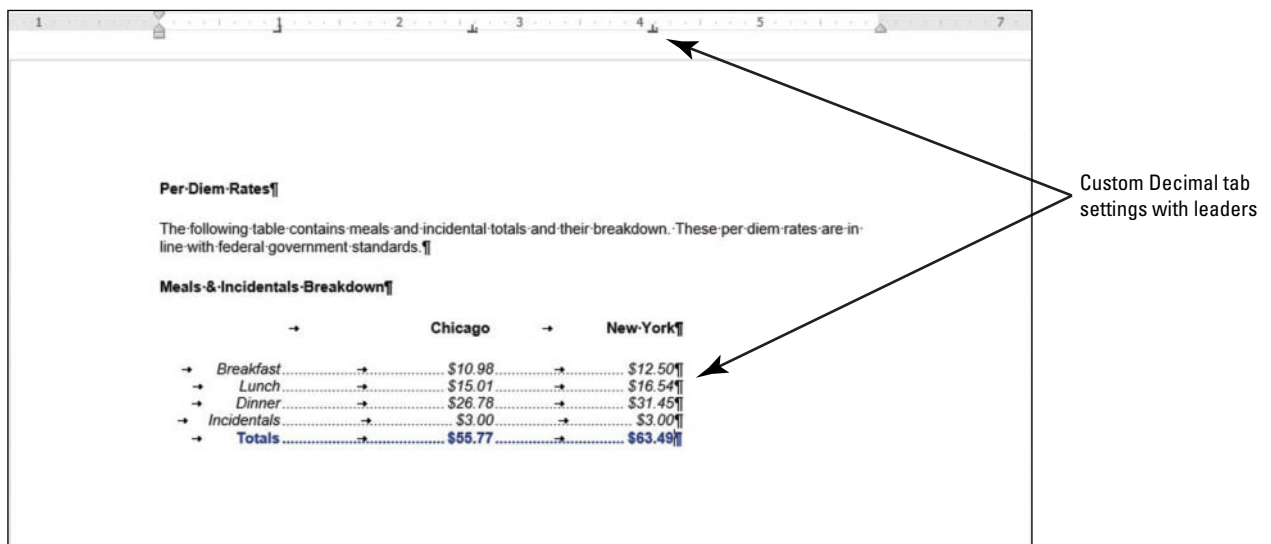 1 1 2 3 4 5 7
Custom Decimal tab
settings with leaders
Per·Diem·Rates¶
The·following·table·contains·meals·and·incidental·totals·and·their·breakdown.·These·per·diem·rates·are·in·
line·with·federal·government·standards.¶
Meals·&·Incidentals·Breakdown¶
→ Chicago → New·York¶
→ Breakfast......→...... $10.98......→...... $12.50¶
→ Lunch......→...... $15.01......→...... $16.54¶
→ Dinner......→...... $26.78......→...... $31.45¶
→ Incidentals......→...... $3.00......→...... $3.00¶
→ Totals......→...... $55.77......→...... $63.49¶